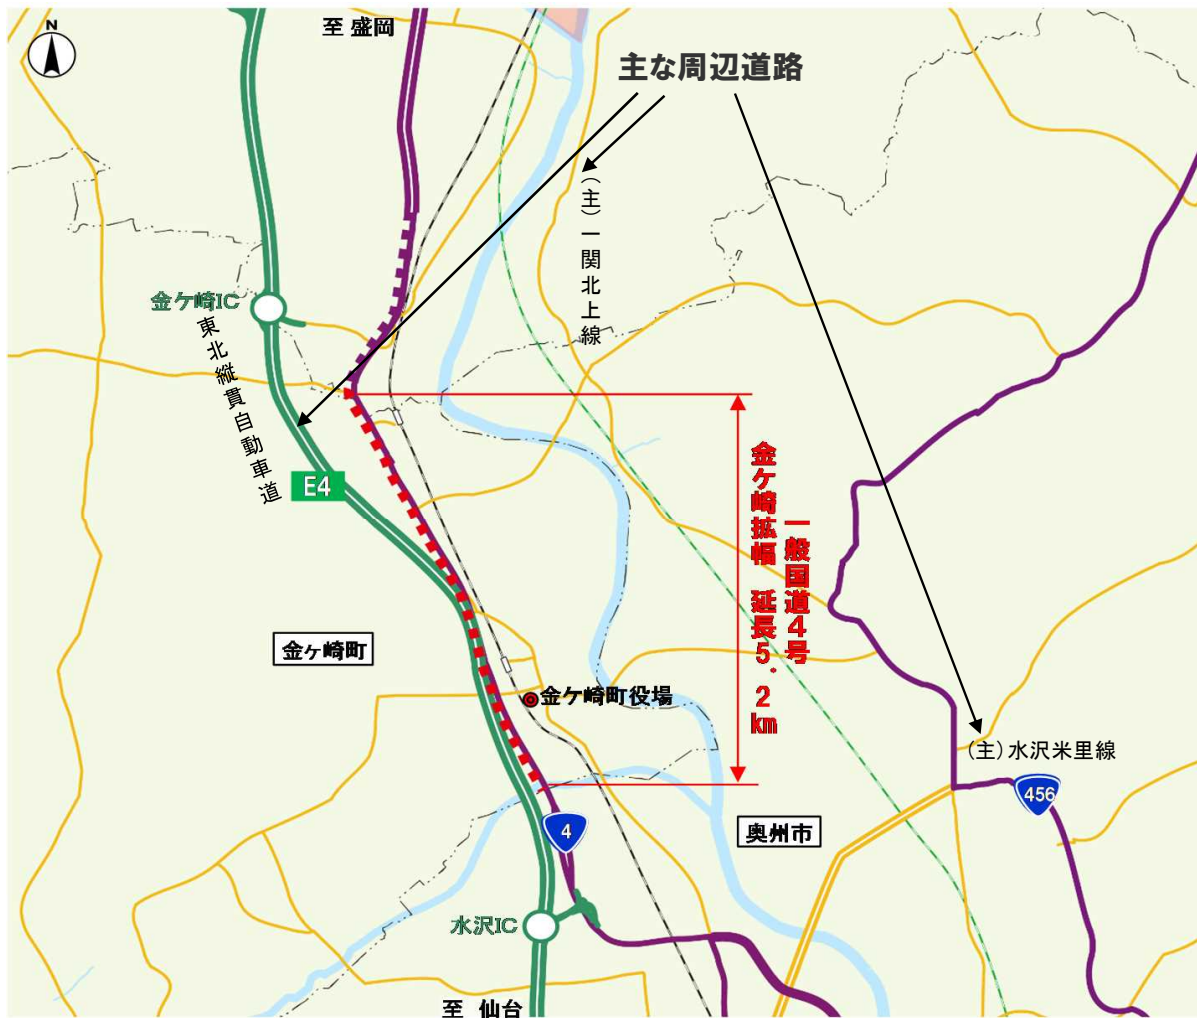 N
至 盛岡
主な周辺道路
(主)一関北上線
金ケ崎IC
東北縦貫自動車道
E4
一般国道4号
金ケ崎拡幅 延長5.2km
金ヶ崎町
金ケ崎町役場
(主)水沢米里線
456
4
奥州市
水沢IC
至 仙台